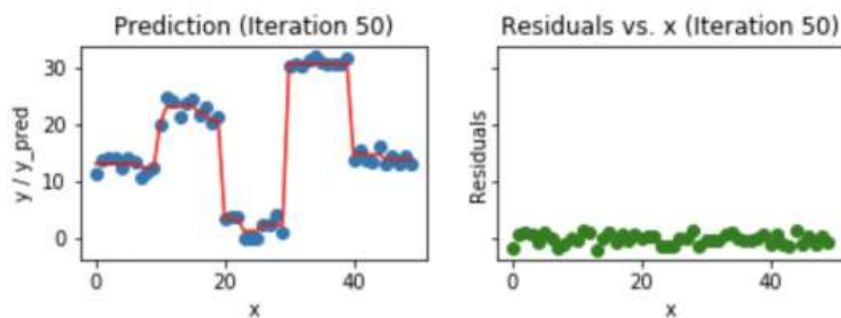 Prediction (Iteration 50)
y / y_pred
30
20
10
0
0
20
40
x
Residuals vs. x (Iteration 50)
Residuals
0
20
40
x